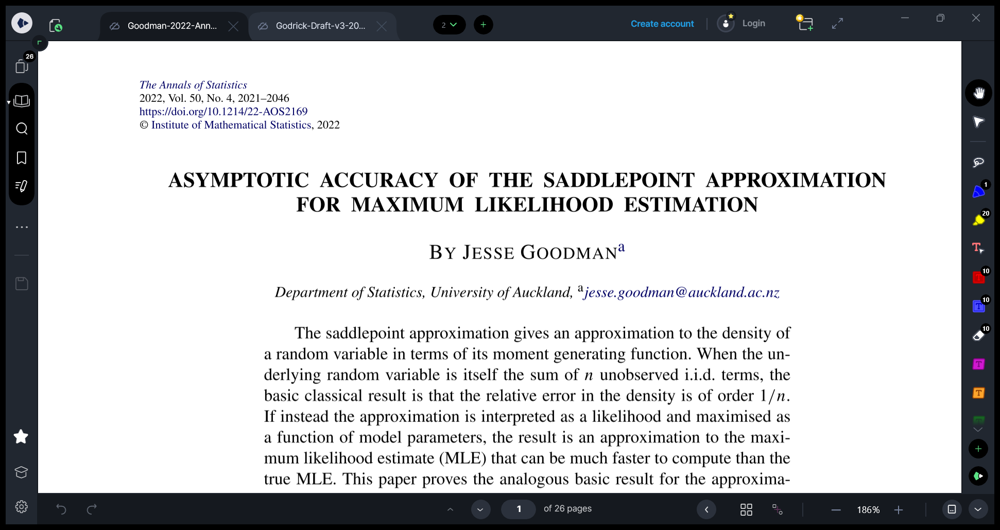 Goodman-2022-Ann...
Godrick-Draft-v3-20...
2
Create account
Login
26
The Annals of Statistics
2022, Vol. 50, No. 4, 2021–2046
https://doi.org/10.1214/22-AOS2169
© Institute of Mathematical Statistics, 2022
ASYMPTOTIC ACCURACY OF THE SADDLEPOINT APPROXIMATION
FOR MAXIMUM LIKELIHOOD ESTIMATION
BY JESSE GOODMANa
Department of Statistics, University of Auckland, ajesse.goodman@auckland.ac.nz
The saddlepoint approximation gives an approximation to the density of
a random variable in terms of its moment generating function. When the un-
derlying random variable is itself the sum of n unobserved i.i.d. terms, the
basic classical result is that the relative error in the density is of order 1/n.
If instead the approximation is interpreted as a likelihood and maximised as
a function of model parameters, the result is an approximation to the maxi-
mum likelihood estimate (MLE) that can be much faster to compute than the
true MLE. This paper proves the analogous basic result for the approxima-
1
20
T
10
T
10
T
10
T
T
T
1
of 26 pages
186%